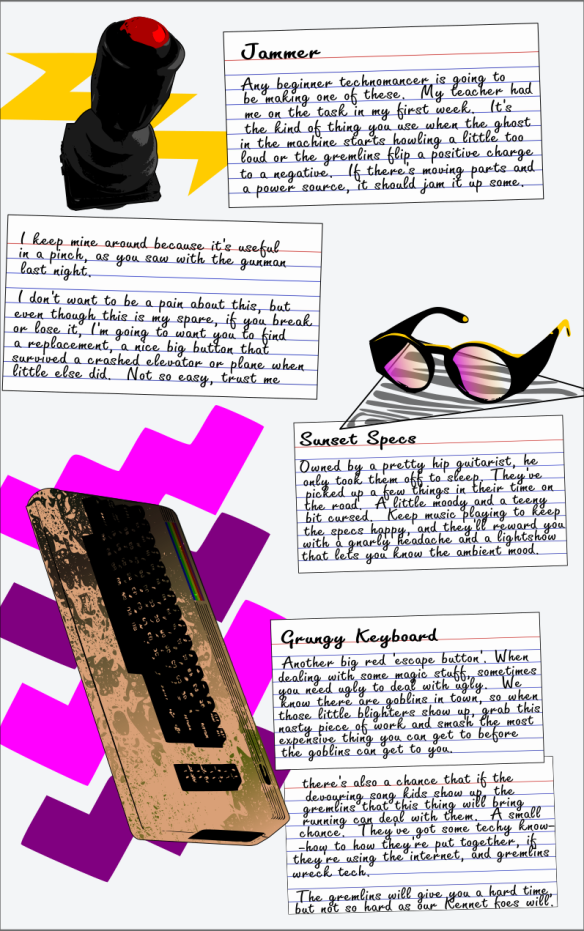 Jammer
Any beginner technomancer is going to
be making one of these. My teacher had
me on the task in my first week. It's
the kind of thing you use when the ghost
in the machine starts howling a little too
loud or the gremlins flip a positive charge
to a negative. If there's moving parts and
a power source, it should jam it up some.
I keep mine around because it's useful
in a pinch, as you saw with the gunman
last night.
I don't want to be a pain about this, but
even though this is my spare, if you break
or lose it, I'm going to want you to find
a replacement, a nice big button that
survived a crashed elevator or plane when
little else did. Not so easy, trust me
Sunset Specs
Owned by a pretty hip guitarist, he
only took them off to sleep. They've
picked up a few things in their time on
the road. A little moody and a teeny
bit cursed. Keep music playing to keep
the specs happy, and they'll reward you
with a gnarly headache and a lightshow
that lets you know the ambient mood.
Grungy Keyboard
Another big red 'escape button'. When
dealing with some magic stuff, sometimes
you need ugly to deal with ugly. We
know there are goblins in town, so when
those little blighters show up, grab this
nasty piece of work and smash the most
expensive thing you can get to before
the goblins can get to you.
there's also a chance that if the
devouring song kids show up, the
gremlins that this thing will bring
running can deal with them. A small
chance. They've got some techy know-
-how to how they're put together, if
they're using the internet, and gremlins
wreck tech.
The gremlins will give you a hard time,
but not so hard as our Kennet foes will.